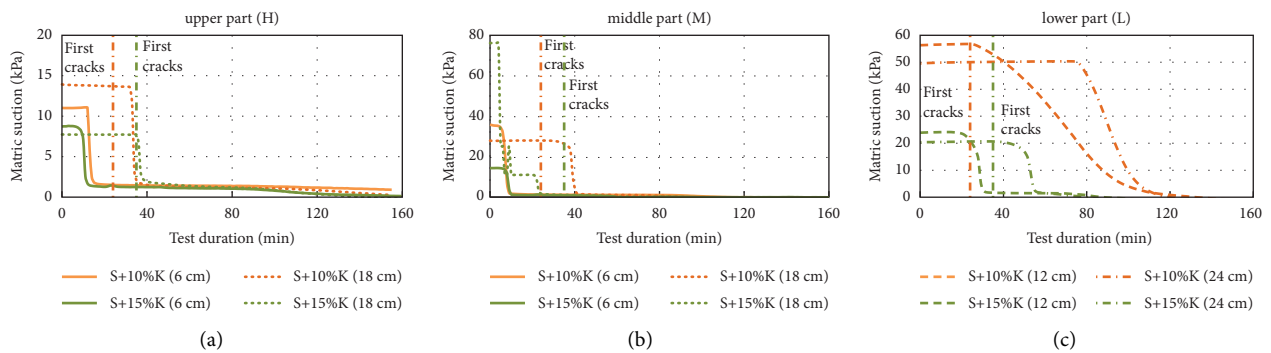 upper part (H)
Matric suction (kPa)
20
15
10
5
0
First
cracks
First
cracks
0 40 80 120 160
Test duration (min)
S+10%K (6 cm) S+10%K (18 cm)
S+15%K (6 cm) S+15%K (18 cm)
(a)
middle part (M)
Matric suction (kPa)
80
60
40
20
0
First
cracks
First
cracks
0 40 80 120 160
Test duration (min)
S+10%K (6 cm) S+10%K (18 cm)
S+15%K (6 cm) S+15%K (18 cm)
(b)
lower part (L)
Matric suction (kPa)
60
50
40
30
20
10
0
First
cracks
First
cracks
0 40 80 120 160
Test duration (min)
S+10%K (12 cm) S+10%K (24 cm)
S+15%K (12 cm) S+15%K (24 cm)
(c)